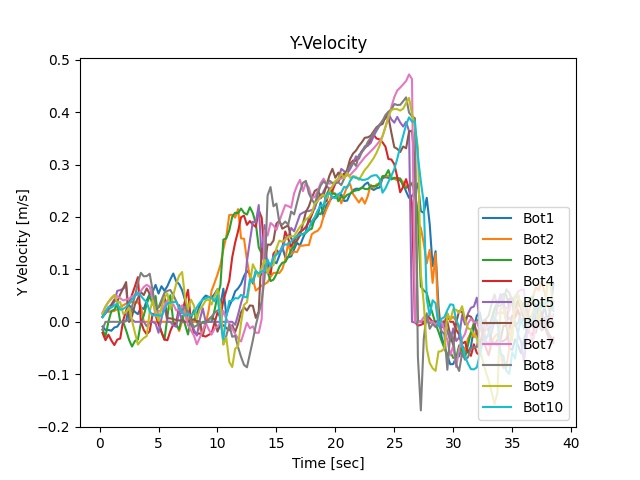 Y-Velocity
Y Velocity [m/s]
0.5
0.4
0.3
0.2
0.1
0.0
−0.1
−0.2
0
5
10
15
20
25
30
35
40
Time [sec]
Bot1
Bot2
Bot3
Bot4
Bot5
Bot6
Bot7
Bot8
Bot9
Bot10